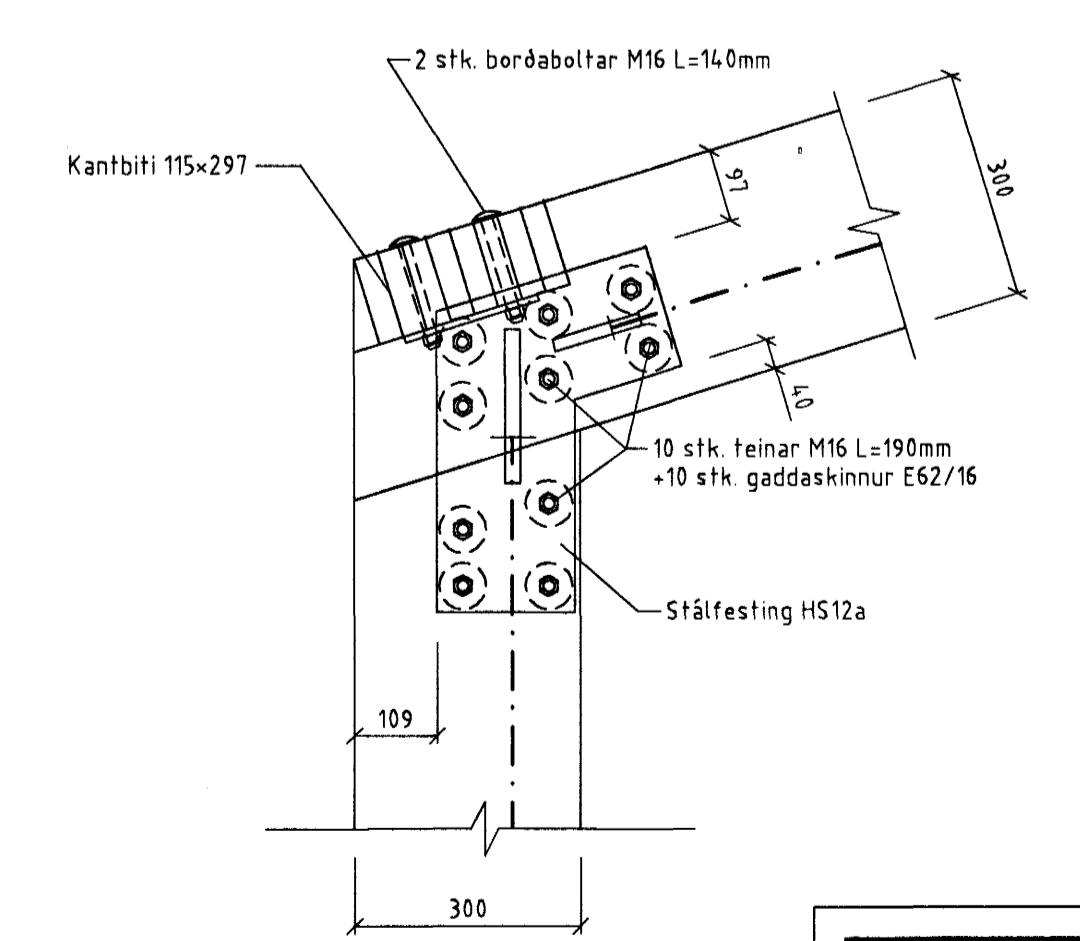 2 stk. borðaboltar M16 L=140mm
Kantbiti 115×297
97
300
40
10 stk. teinar M16 L=190mm
+10 stk. gaddaskinnur E62/16
Stálfesting HS12a
109
300